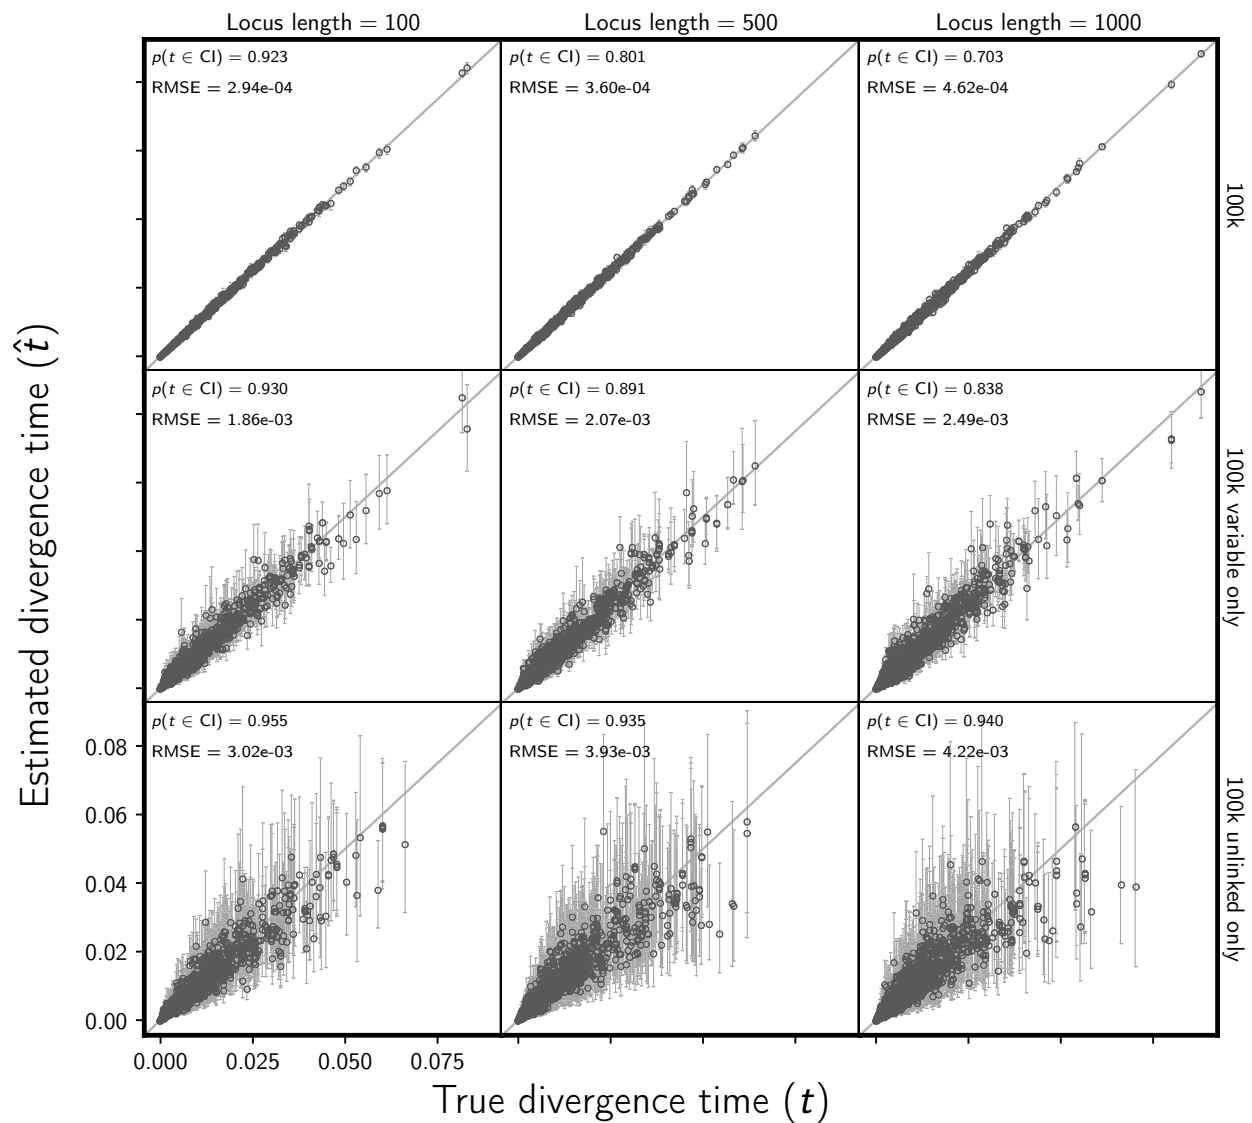 Locus length = 100
Locus length = 500
Locus length = 1000
p(t ∈ CI) = 0.923
RMSE = 2.94e-04
p(t ∈ CI) = 0.801
RMSE = 3.60e-04
p(t ∈ CI) = 0.703
RMSE = 4.62e-04
100k
p(t ∈ CI) = 0.930
RMSE = 1.86e-03
p(t ∈ CI) = 0.891
RMSE = 2.07e-03
p(t ∈ CI) = 0.838
RMSE = 2.49e-03
100k variable only
p(t ∈ CI) = 0.955
RMSE = 3.02e-03
p(t ∈ CI) = 0.935
RMSE = 3.93e-03
p(t ∈ CI) = 0.940
RMSE = 4.22e-03
100k unlinked only
Estimated divergence time (t̂)
0.08
0.06
0.04
0.02
0.00
0.000 0.025 0.050 0.075
True divergence time (t)